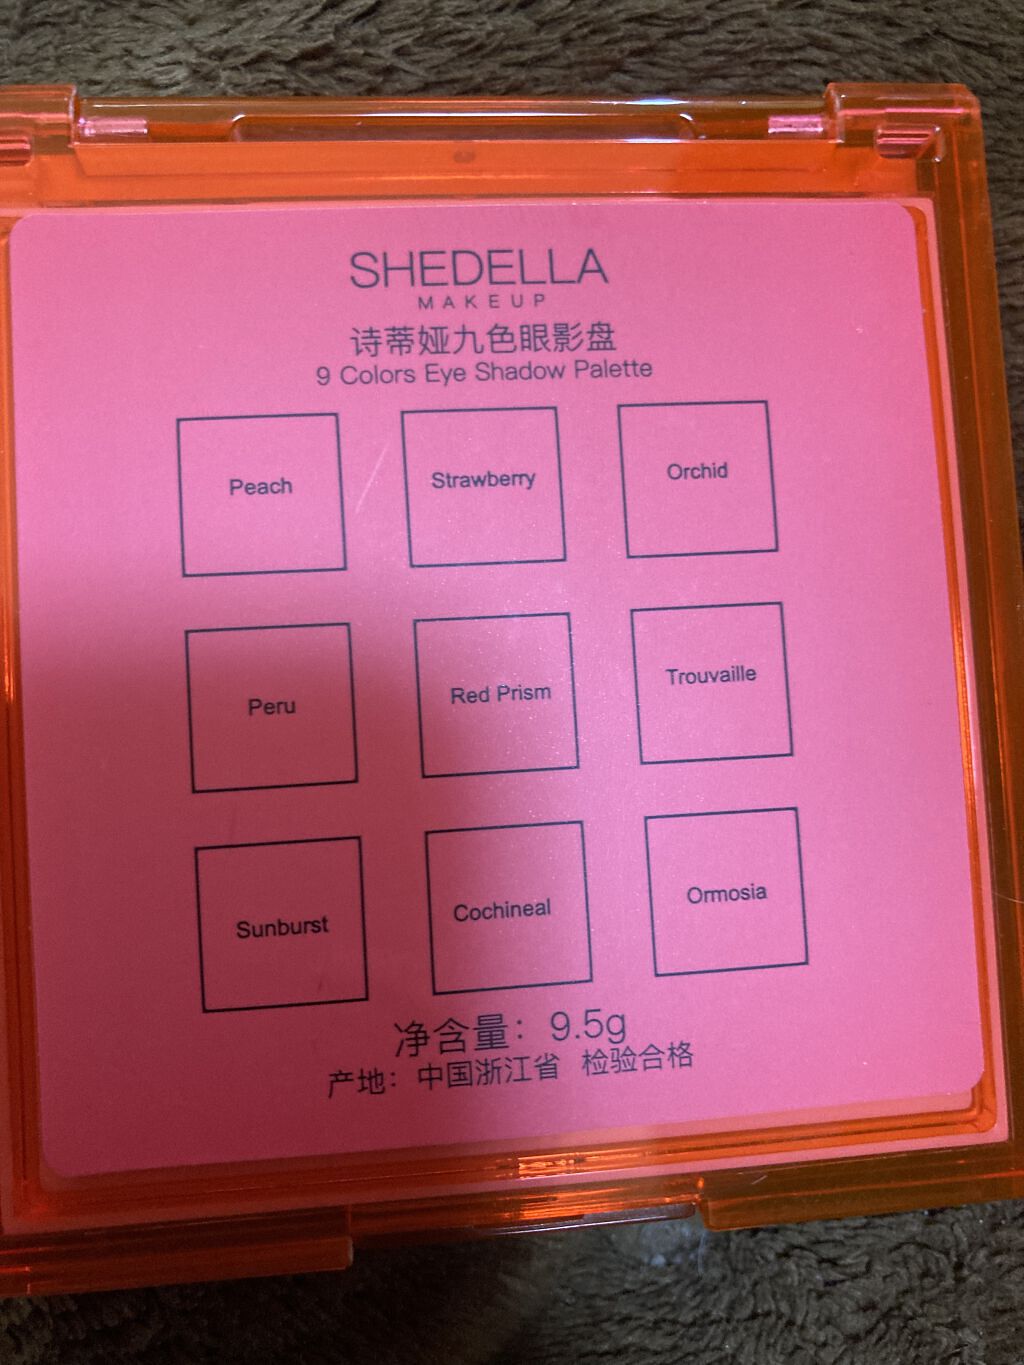 SHEDELLA
MAKEUP
诗蒂娅九色眼影盘
9 Colors Eye Shadow Palette
Peach
Strawberry
Orchid
Peru
Red Prism
Trouvaille
Sunburst
Cochineal
Ormosia
净含量：9.5g
产地：中国浙江省 检验合格